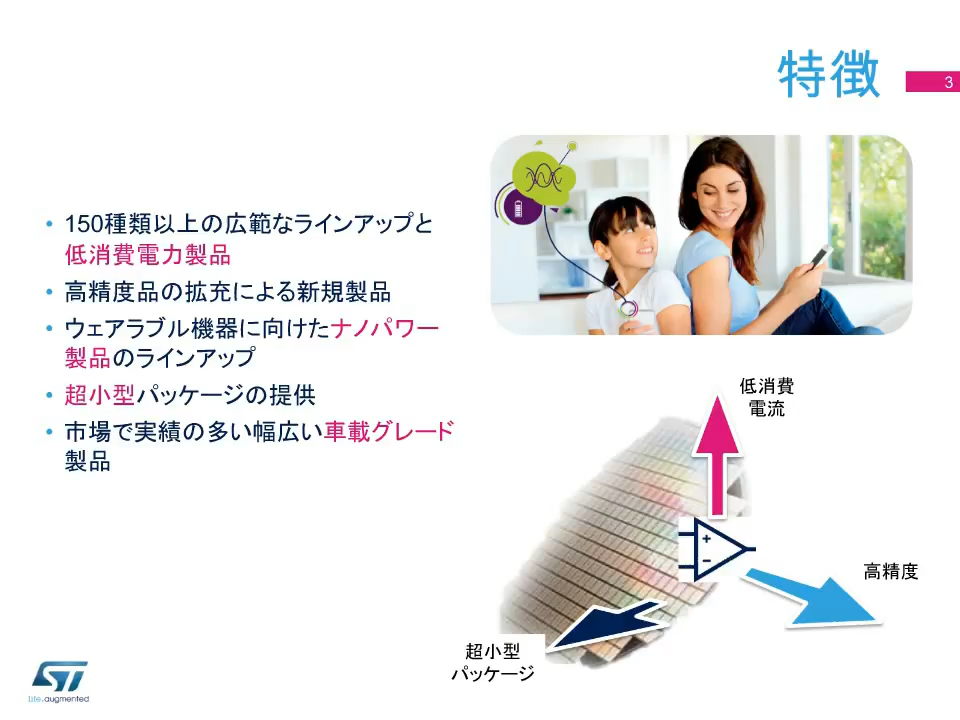 特徴
3
• 150種類以上の広範なラインアップと
低消費電力製品
• 高精度品の拡充による新規製品
• ウェアラブル機器に向けたナノパワー
製品のラインアップ
• 超小型パッケージの提供
• 市場で実績の多い幅広い車載グレード
製品
低消費
電流
+
−
高精度
超小型
パッケージ
ST
life.augmented